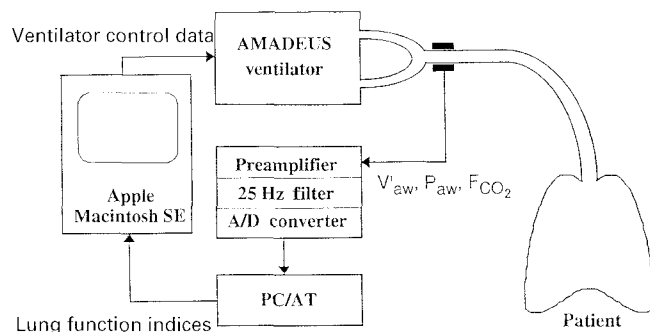 Ventilator control data
AMADEUS
ventilator
Apple
Macintosh SE
Preamplifier
25 Hz filter
A/D converter
V'aw, Paw, FCO2
PC/AT
Lung function indices
Patient